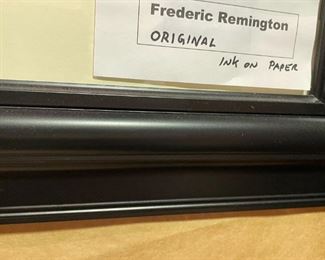 Frederic Remington
ORIGINAL
INK ON PAPER